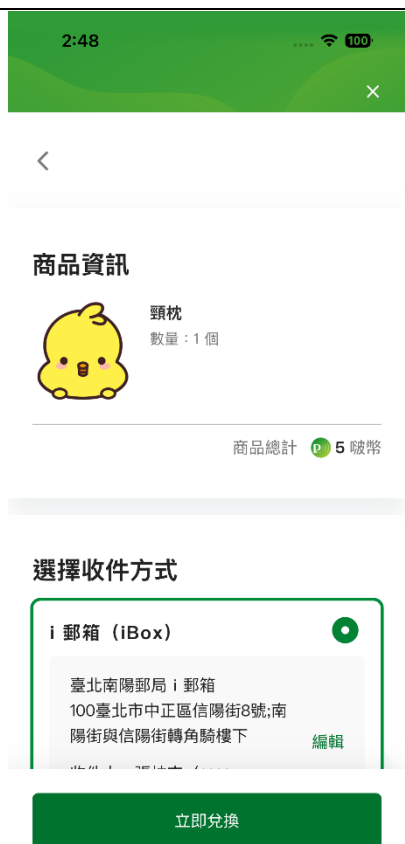 2:48
100
商品資訊
頸枕
數量：1 個
商品總計 P 5 啵幣
選擇收件方式
i 郵箱（iBox）
臺北南陽郵局 i 郵箱
100臺北市中正區信陽街8號;南
陽街與信陽街轉角騎樓下
編輯
立即兌換